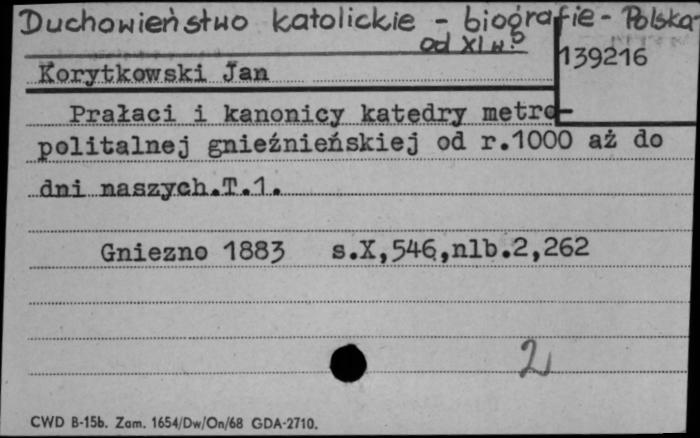 Duchowieństwo katolickie - biografie - Polska -
od XI w.
139216
Korytkowski Jan
Prałaci i kanonicy katedry metro-
politalnej gnieźnieńskiej od r.1000 aż do
dni naszych.T.1.
Gniezno 1883 s.X,546,nlb.2,262
2
CWD B-15b. Zam. 1654/Dw/On/68 GDA-2710.